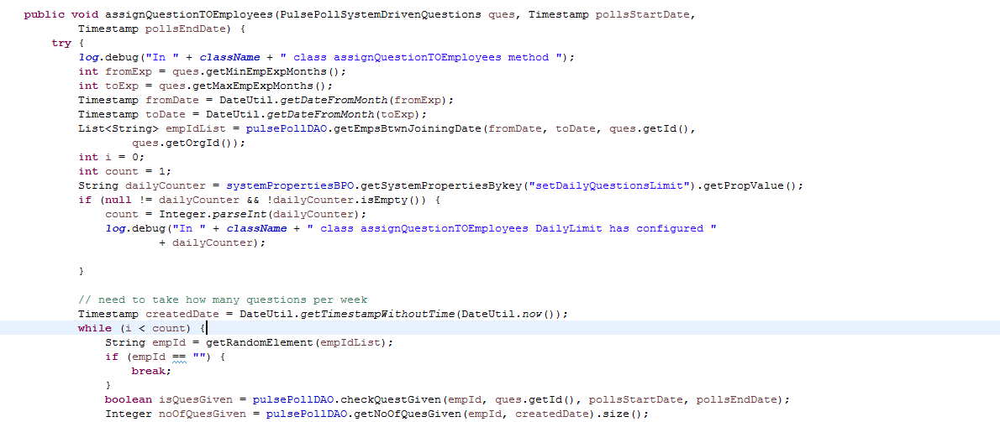 public void assignQuestionTOEmployees(PulsePollSystemDrivenQuestions ques, Timestamp pollsStartDate,
Timestamp pollsEndDate) {
try {
log.debug("In " + className + " class assignQuestionTOEmployees method ");
int fromExp = ques.getMinEmpExpMonths();
int toExp = ques.getMaxEmpExpMonths();
Timestamp fromDate = DateUtil.getDateFromMonth(fromExp);
Timestamp toDate = DateUtil.getDateFromMonth(toExp);
List<String> empIdList = pulsePollDAO.getEmpsBtwnJoiningDate(fromDate, toDate, ques.getId(),
ques.getOrgId());
int i = 0;
int count = 1;
String dailyCounter = systemPropertiesBPO.getSystemPropertiesBykey("setDailyQuestionsLimit").getPropValue();
if (null != dailyCounter && !dailyCounter.isEmpty()) {
count = Integer.parseInt(dailyCounter);
log.debug("In " + className + " class assignQuestionTOEmployees DailyLimit has configured "
+ dailyCounter);
}
// need to take how many questions per week
Timestamp createdDate = DateUtil.getTimestampWithoutTime(DateUtil.now());
while (i < count) {
String empId = getRandomElement(empIdList);
if (empId == "") {
break;
}
boolean isQuesGiven = pulsePollDAO.checkQuestGiven(empId, ques.getId(), pollsStartDate, pollsEndDate);
Integer noOfQuesGiven = pulsePollDAO.getNoOfQuesGiven(empId, createdDate).size();